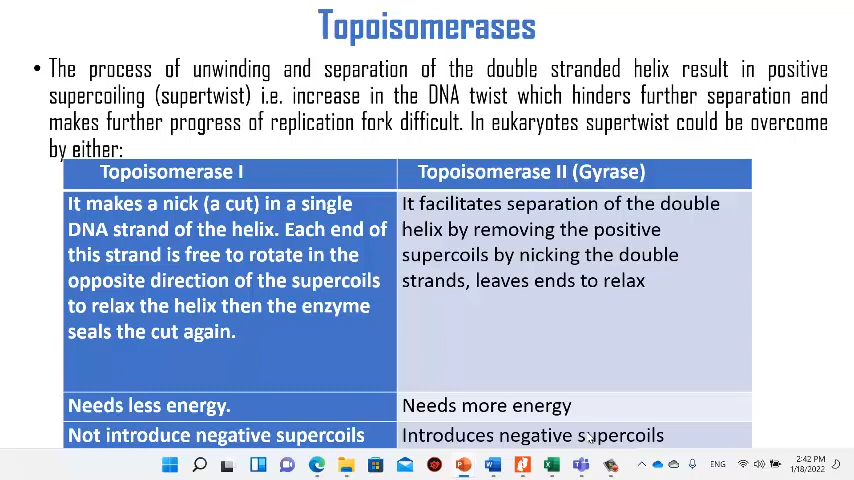 Topoisomerases
• The process of unwinding and separation of the double stranded helix result in positive
supercoiling (supertwist) i.e. increase in the DNA twist which hinders further separation and
makes further progress of replication fork difficult. In eukaryotes supertwist could be overcome
by either:
Topoisomerase I
Topoisomerase II (Gyrase)
It makes a nick (a cut) in a single
DNA strand of the helix. Each end of
this strand is free to rotate in the
opposite direction of the supercoils
to relax the helix then the enzyme
seals the cut again.
It facilitates separation of the double
helix by removing the positive
supercoils by nicking the double
strands, leaves ends to relax
Needs less energy.
Needs more energy
Not introduce negative supercoils
Introduces negative supercoils
ENG
2:42 PM
1/18/2022